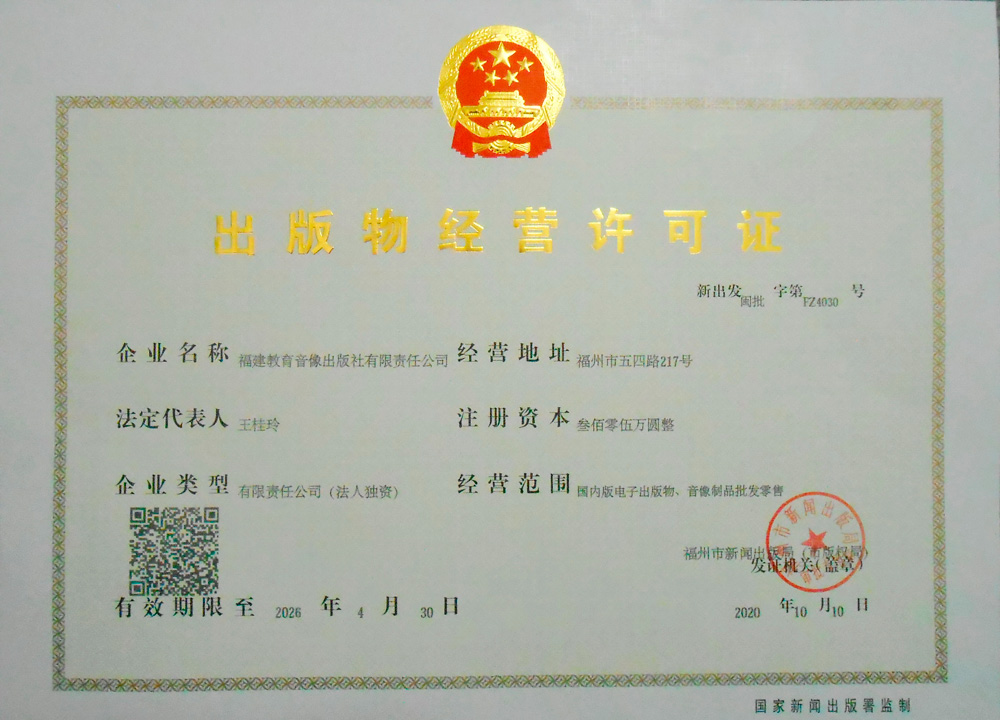 出版物经营许可证
新出发闽批字第FZ4030号
企业名称 福建教育音像出版社有限责任公司 经营地址 福州市五四路217号
法定代表人 王桂玲 注册资本 叁佰零伍万圆整
企业类型 有限责任公司（法人独资） 经营范围 国内版电子出版物、音像制品批发零售
福州市新闻出版局（市版权局）
发证机关(盖章)
有效期限至 2026 年 4 月 30 日 2020 年 10 月 10 日
国家新闻出版署监制